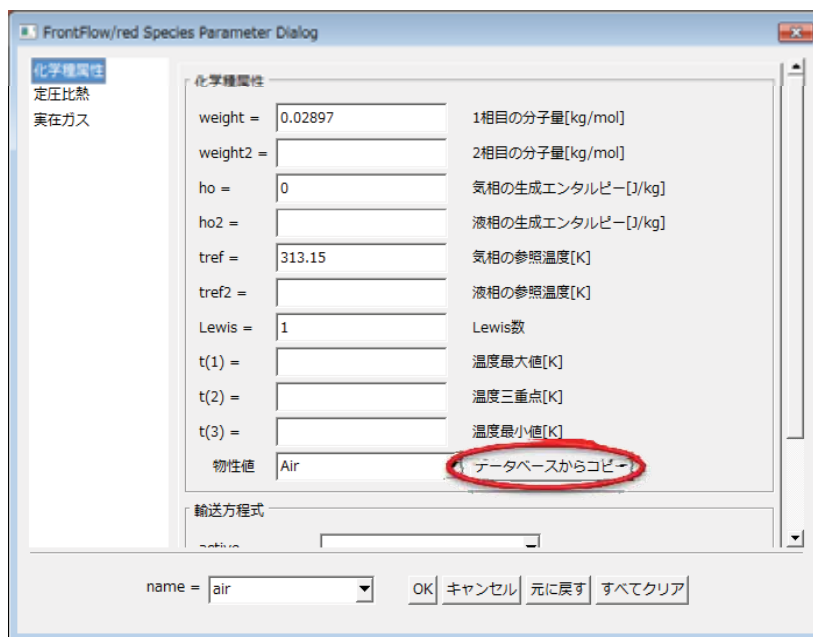 FrontFlow/red Species Parameter Dialog
化学種属性
定圧比熱
実在ガス
化学種属性
weight = 0.02897 1相目の分子量[kg/mol]
weight2 = 2相目の分子量[kg/mol]
ho = 0 気相の生成エンタルピー[J/kg]
ho2 = 液相の生成エンタルピー[J/kg]
tref = 313.15 気相の参照温度[K]
tref2 = 液相の参照温度[K]
Lewis = 1 Lewis数
t(1) = 温度最大値[K]
t(2) = 温度三重点[K]
t(3) = 温度最小値[K]
物性値 Air データベースからコピー
輸送方程式
active
name = air OK キャンセル 元に戻す すべてクリア